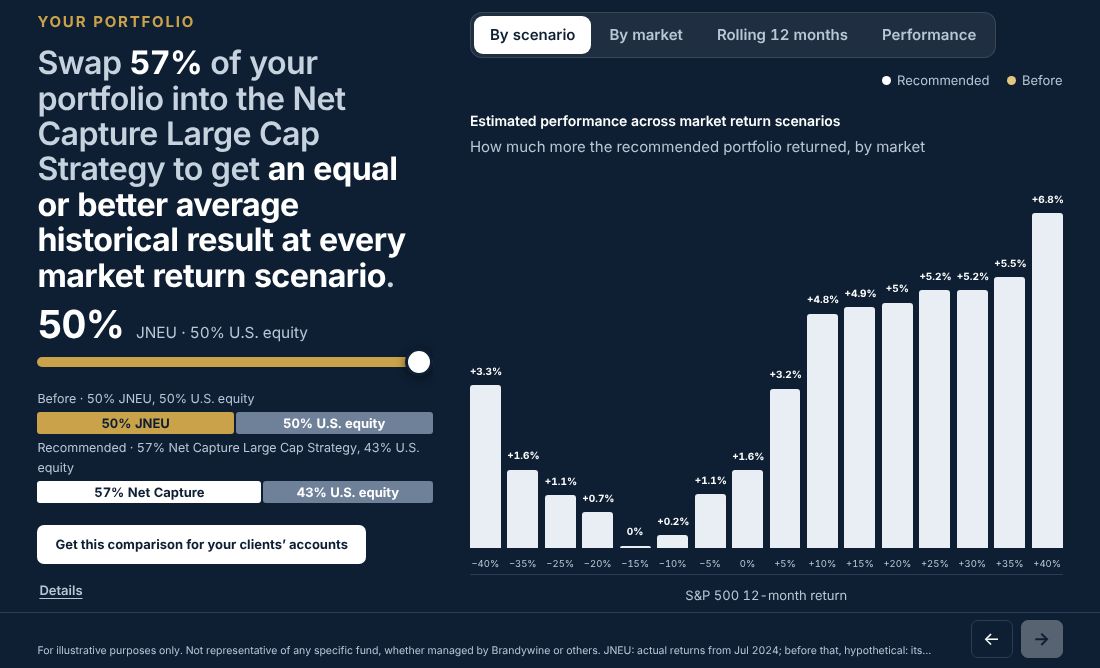 YOUR PORTFOLIO
Swap 57% of your
portfolio into the Net
Capture Large Cap
Strategy to get an equal
or better average
historical result at every
market return scenario.
50% JNEU · 50% U.S. equity
Before · 50% JNEU, 50% U.S. equity
50% JNEU 50% U.S. equity
Recommended · 57% Net Capture Large Cap Strategy, 43% U.S.
equity
57% Net Capture 43% U.S. equity
Get this comparison for your clients’ accounts
Details
By scenario By market Rolling 12 months Performance
Recommended Before
Estimated performance across market return scenarios
How much more the recommended portfolio returned, by market
+3.3% +1.6% +1.1% +0.7% 0% +0.2% +1.1% +1.6% +3.2% +4.8% +4.9% +5% +5.2% +5.2% +5.5% +6.8%
−40% −35% −25% −20% −15% −10% −5% 0% +5% +10% +15% +20% +25% +30% +35% +40%
S&P 500 12-month return
For illustrative purposes only. Not representative of any specific fund, whether managed by Brandywine or others. JNEU: actual returns from Jul 2024; before that, hypothetical: its…